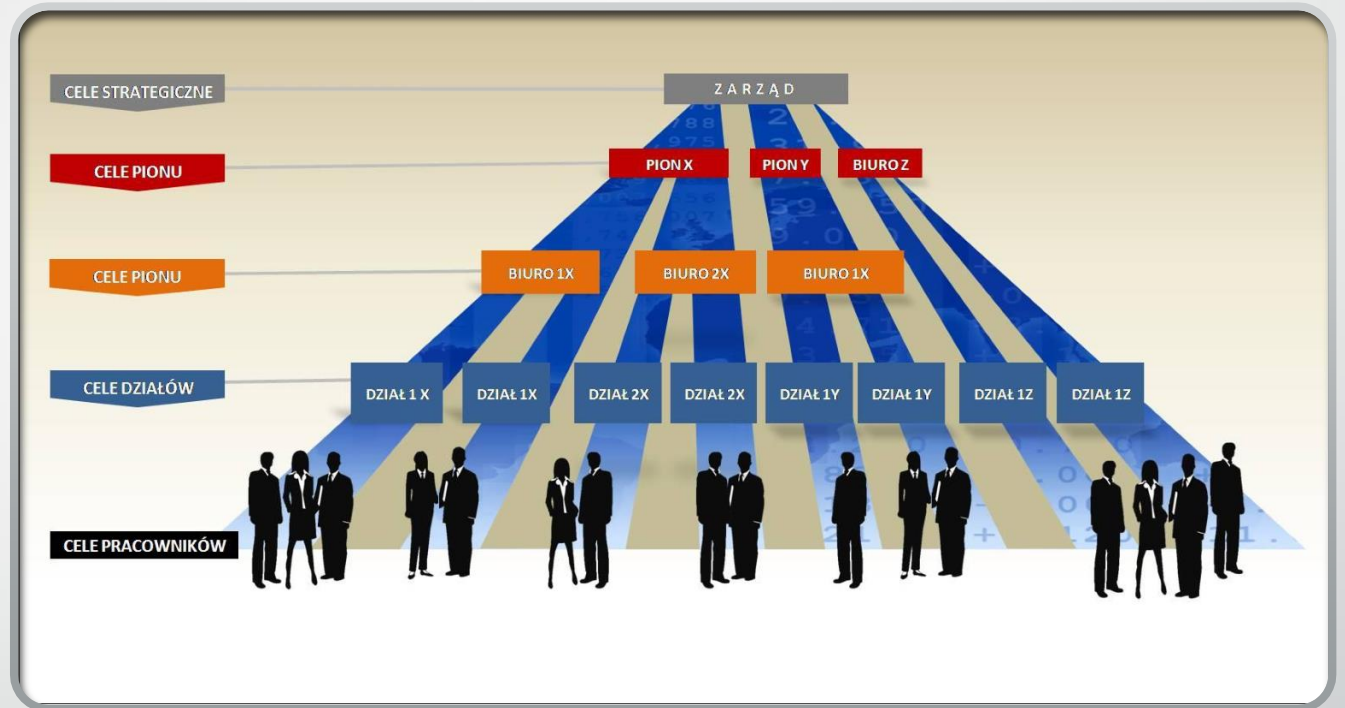 CELE STRATEGICZNE
ZARZĄD
CELE PIONU
PION X
PION Y
BIURO Z
CELE PIONU
BIURO 1X
BIURO 2X
BIURO 1X
CELE DZIAŁÓW
DZIAŁ 1 X
DZIAŁ 1X
DZIAŁ 2X
DZIAŁ 2X
DZIAŁ 1Y
DZIAŁ 1Y
DZIAŁ 1Z
DZIAŁ 1Z
CELE PRACOWNIKÓW